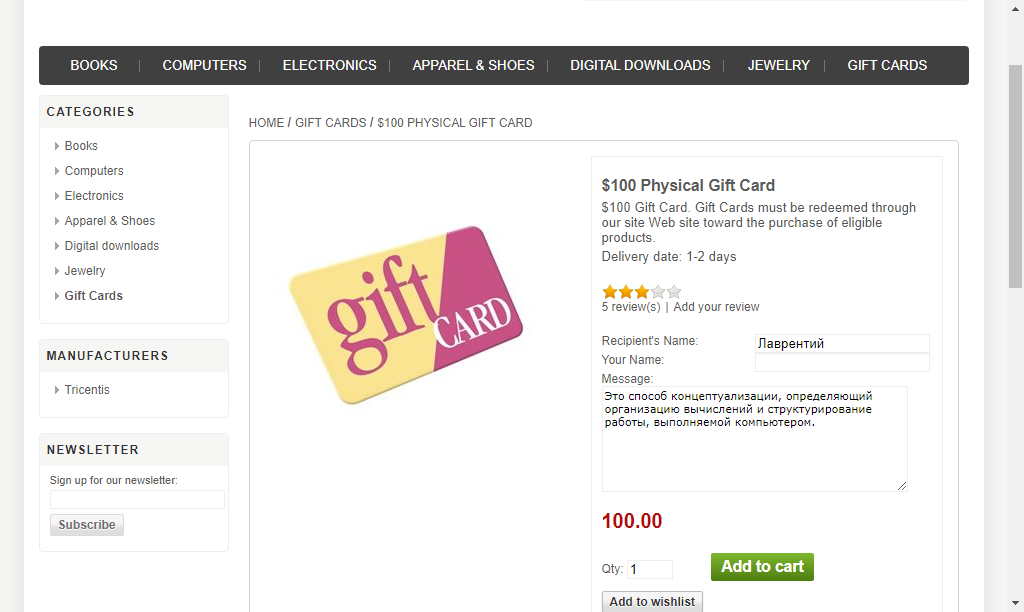 BOOKS COMPUTERS ELECTRONICS APPAREL & SHOES DIGITAL DOWNLOADS JEWELRY GIFT CARDS
CATEGORIES
Books
Computers
Electronics
Apparel & Shoes
Digital downloads
Jewelry
Gift Cards
MANUFACTURERS
Tricentis
NEWSLETTER
Sign up for our newsletter:
Subscribe
HOME / GIFT CARDS / $100 PHYSICAL GIFT CARD
gift
CARD
$100 Physical Gift Card
$100 Gift Card. Gift Cards must be redeemed through
our site Web site toward the purchase of eligible
products.
Delivery date: 1-2 days
5 review(s) | Add your review
Recipient's Name: Лаврентий
Your Name:
Message:
Это способ концептуализации, определяющий
организацию вычислений и структурирование
работы, выполняемой компьютером.
100.00
Qty: 1 Add to cart
Add to wishlist